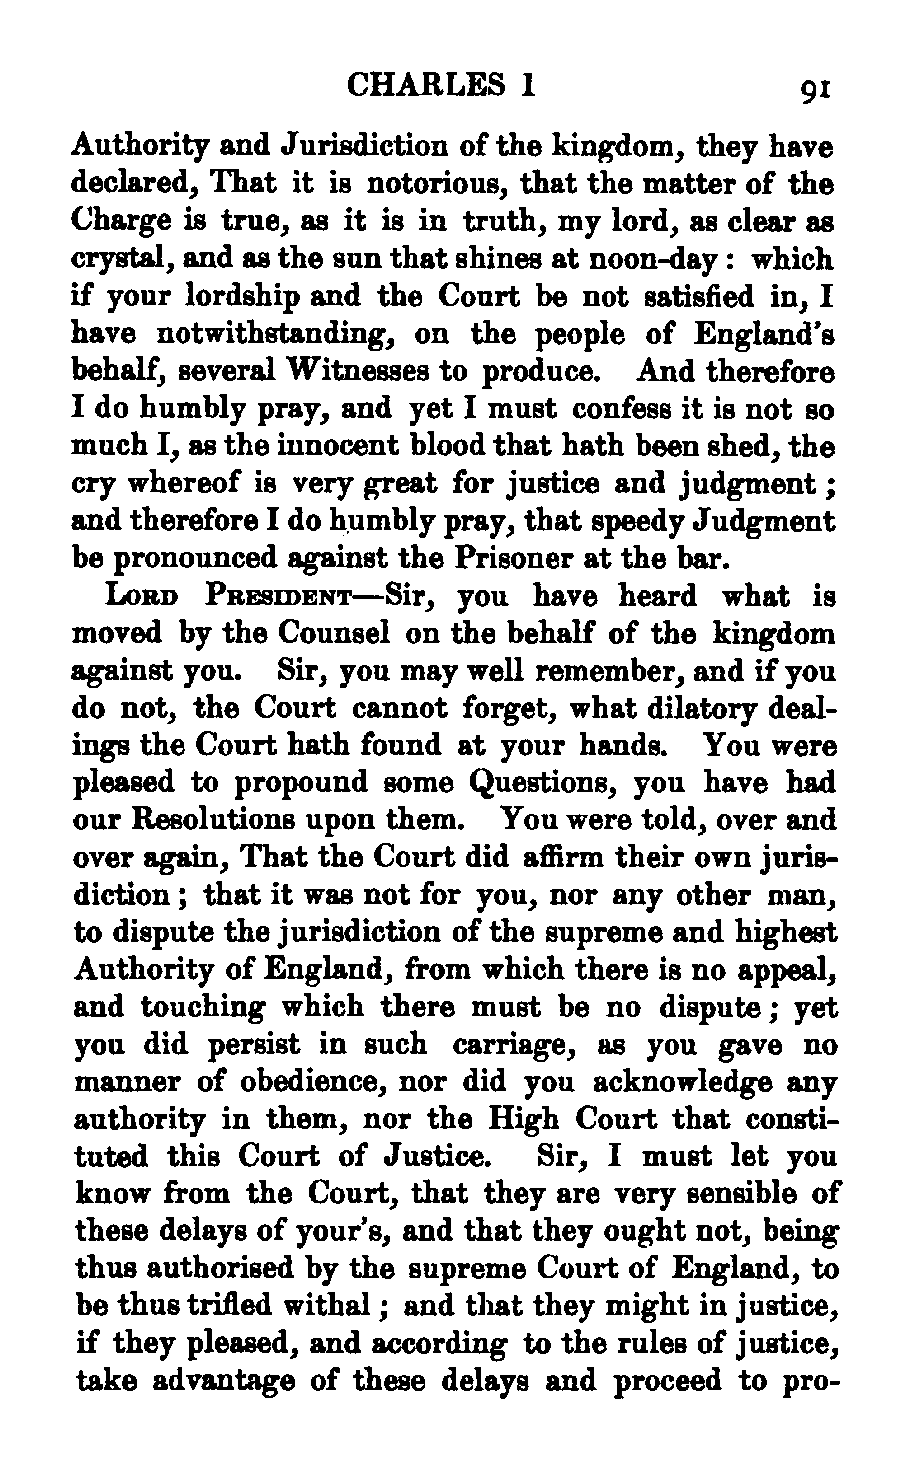 CHARLES I 91
Authority and Jurisdiction of the kingdom, they have
declared, That it is notorious, that the matter of the
Charge is true, as it is in truth, my lord, as clear as
crystal, and as the sun that shines at noon-day : which
if your lordship and the Court be not satisfied in, I
have notwithstanding, on the people of England's
behalf, several Witnesses to produce. And therefore
I do humbly pray, and yet I must confess it is not so
much I, as the innocent blood that hath been shed, the
cry whereof is very great for justice and judgment ;
and therefore I do humbly pray, that speedy Judgment
be pronounced against the Prisoner at the bar.
LORD PRESIDENT—Sir, you have heard what is
moved by the Counsel on the behalf of the kingdom
against you. Sir, you may well remember, and if you
do not, the Court cannot forget, what dilatory deal-
ings the Court hath found at your hands. You were
pleased to propound some Questions, you have had
our Resolutions upon them. You were told, over and
over again, That the Court did affirm their own juris-
diction ; that it was not for you, nor any other man,
to dispute the jurisdiction of the supreme and highest
Authority of England, from which there is no appeal,
and touching which there must be no dispute ; yet
you did persist in such carriage, as you gave no
manner of obedience, nor did you acknowledge any
authority in them, nor the High Court that consti-
tuted this Court of Justice. Sir, I must let you
know from the Court, that they are very sensible of
these delays of your's, and that they ought not, being
thus authorised by the supreme Court of England, to
be thus trifled withal ; and that they might in justice,
if they pleased, and according to the rules of justice,
take advantage of these delays and proceed to pro-